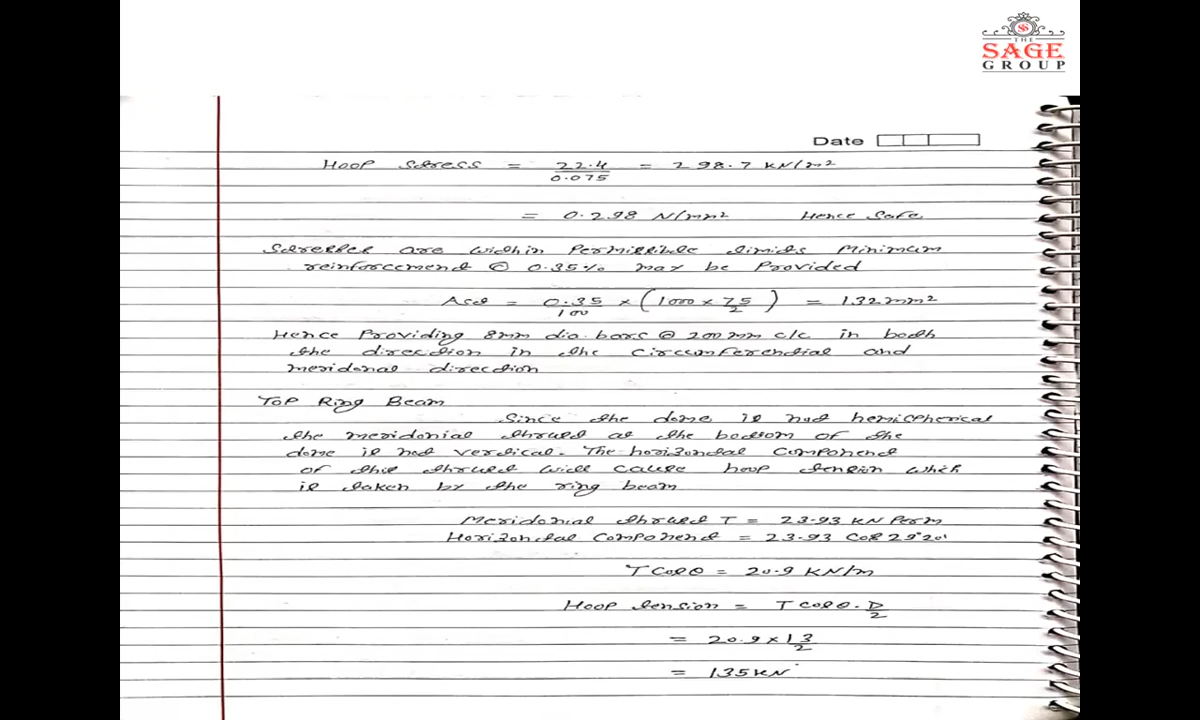 THE
SAGE
GROUP
Date
Hoop stress = 22.4/0.075 = 298.7 kN/m²
= 0.298 N/mm² Hence Safe
Stresses are within Permissible limits Minimum
reinforcement @ 0.35% may be Provided
Act = 0.35/100 × (1000 × 75/2) = 132 mm²
Hence Providing 8mm dia bars @ 200 mm c/c in both
the direction in the circumferential and
meridonal direction
Top Ring Beam
Since the dome is not hemispherical
the meridonial thrust at the bottom of the
dome is not vertical. The horizontal component
of this thrust will cause hoop tension which
is taken by the ring beam
Meridonial thrust T = 23.93 kN Per m
Horizontal Component = 23.93 Cos 29°20'
T cosθ = 20.9 kN/m
Hoop tension = T cosθ. D/2
= 20.9 × 13/2
= 135 kN